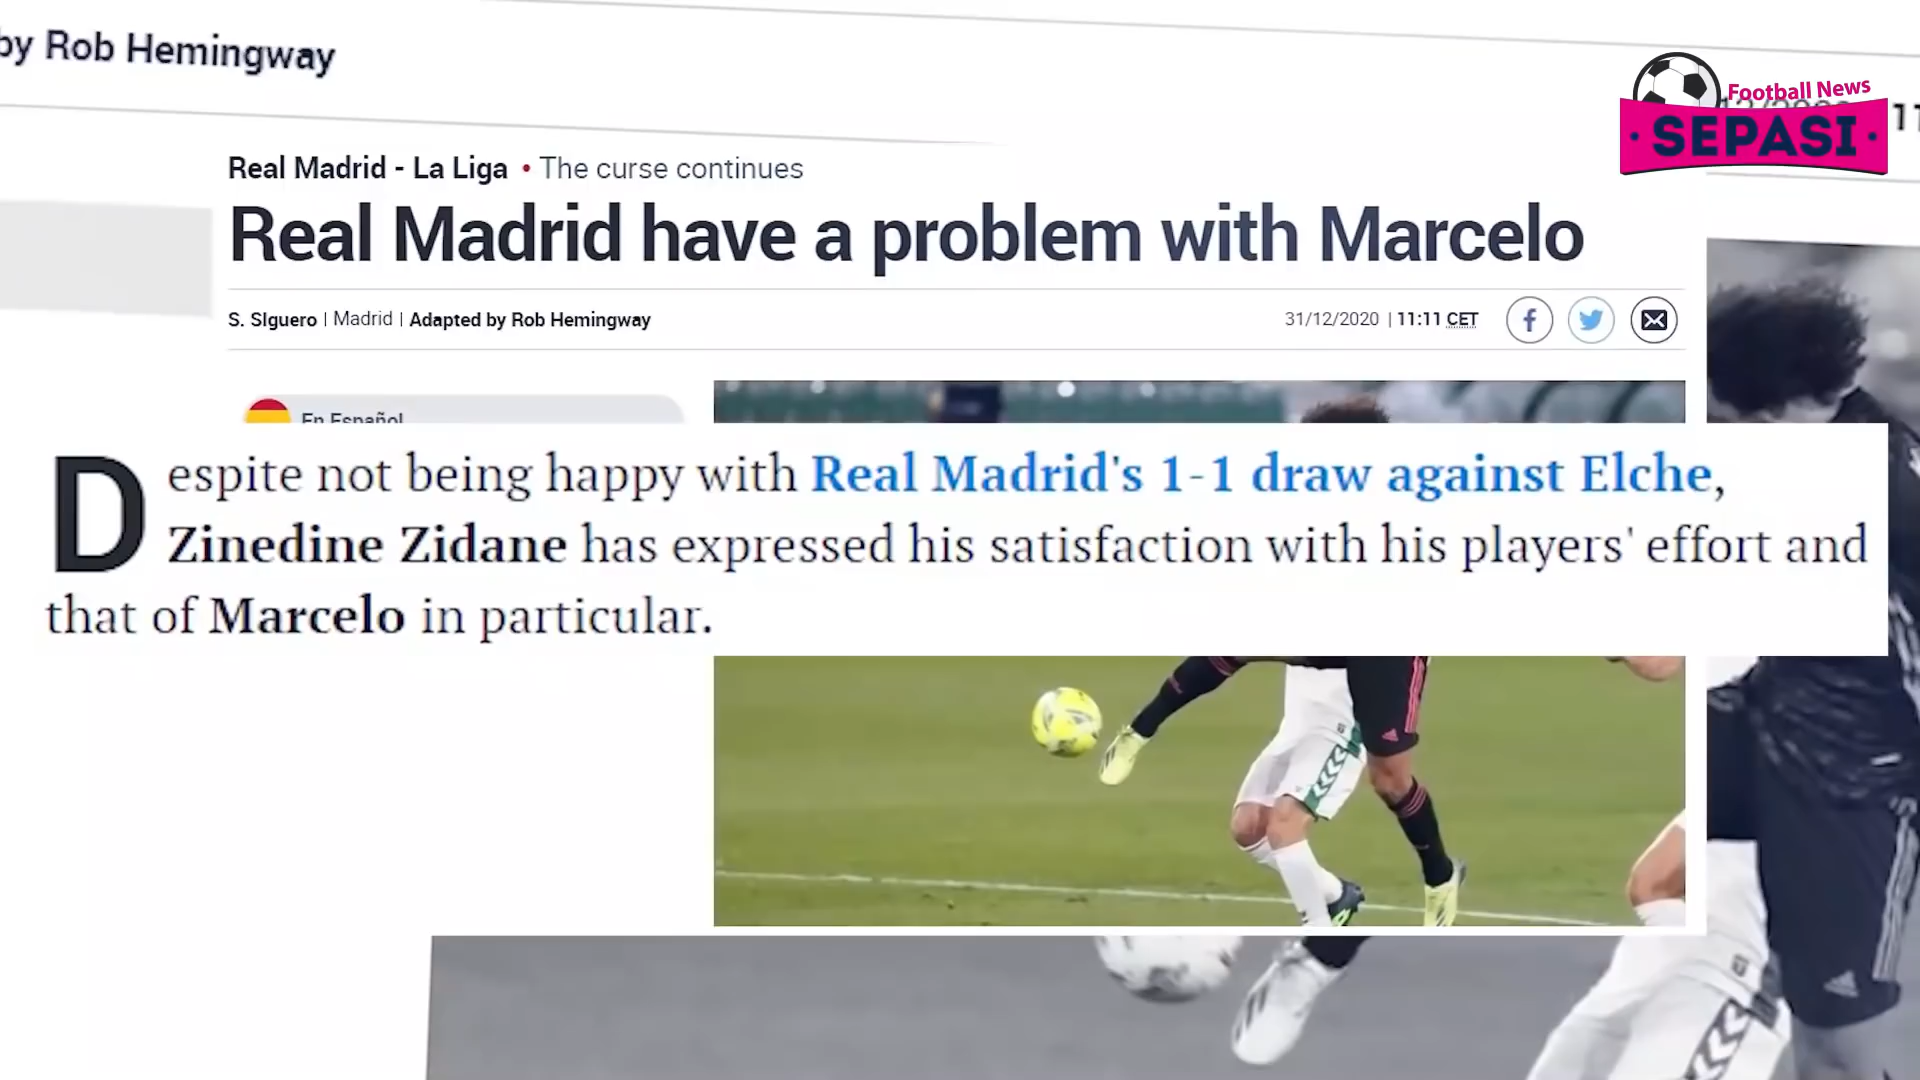 by Rob Hemingway
Football News
SEPASI
11
Real Madrid - La Liga • The curse continues
Real Madrid have a problem with Marcelo
S. SIguero | Madrid | Adapted by Rob Hemingway
31/12/2020 | 11:11 CET
En Español
Despite not being happy with Real Madrid's 1-1 draw against Elche,
Zinedine Zidane has expressed his satisfaction with his players' effort and
that of Marcelo in particular.